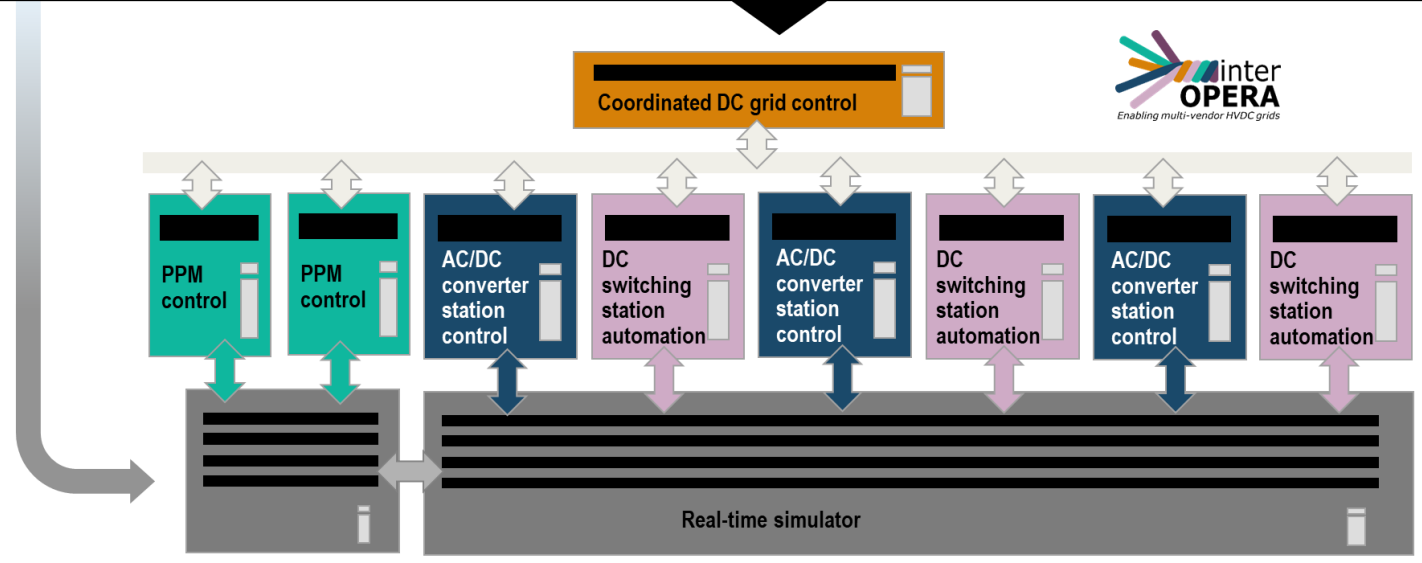 inter
OPERA
Enabling multi-vendor HVDC grids
Coordinated DC grid control
PPM
control
PPM
control
AC/DC
converter
station
control
DC
switching
station
automation
AC/DC
converter
station
control
DC
switching
station
automation
AC/DC
converter
station
control
DC
switching
station
automation
Real-time simulator